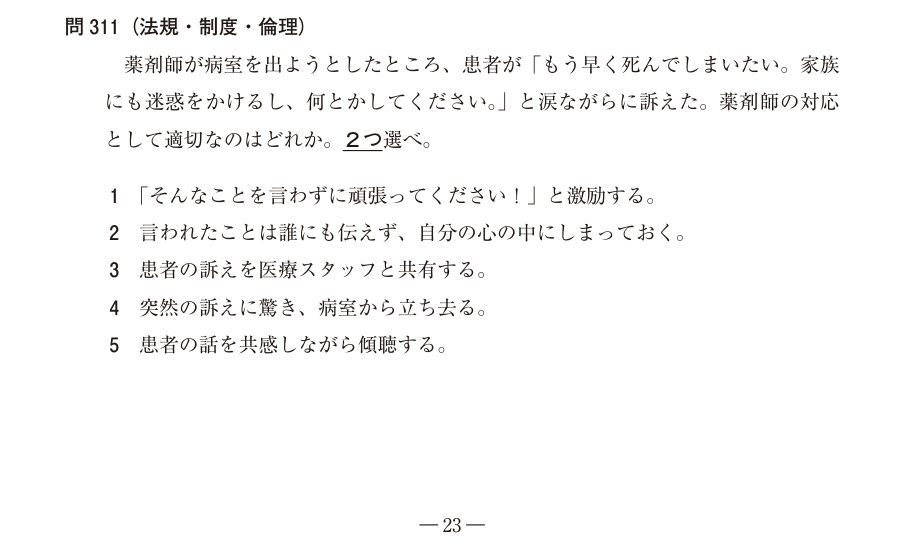 問 311（法規・制度・倫理）
薬剤師が病室を出ようとしたところ、患者が「もう早く死んでしまいたい。家族
にも迷惑をかけるし、何とかしてください。」と涙ながらに訴えた。薬剤師の対応
として適切なのはどれか。２つ選べ。
1 「そんなことを言わずに頑張ってください！」と激励する。
2 言われたことは誰にも伝えず、自分の心の中にしまっておく。
3 患者の訴えを医療スタッフと共有する。
4 突然の訴えに驚き、病室から立ち去る。
5 患者の話を共感しながら傾聴する。
― 23 ―